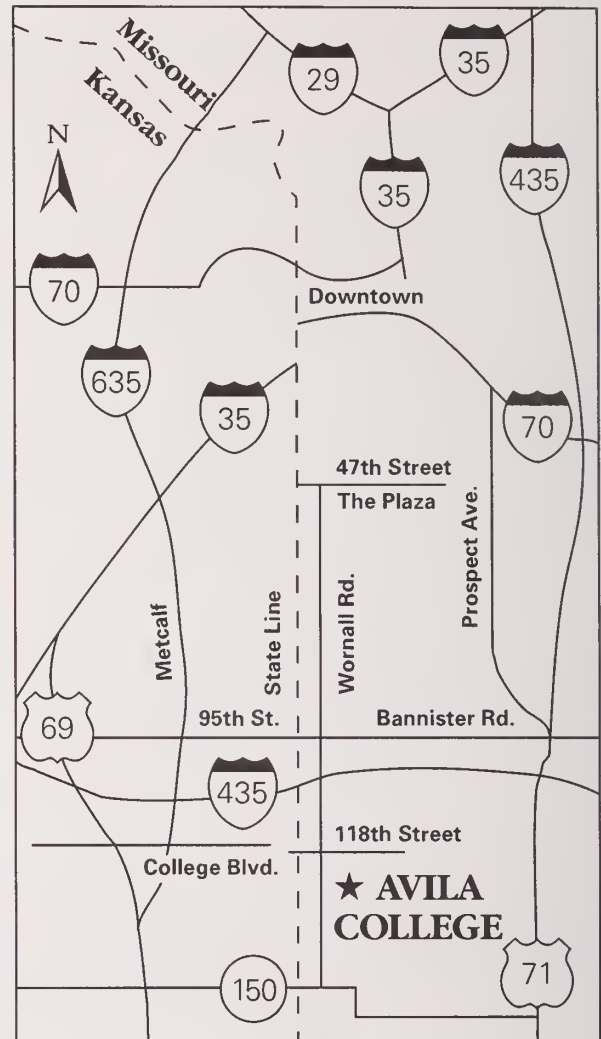 Missouri
Kansas
N
29
35
35
435
70
Downtown
635
35
70
47th Street
The Plaza
Prospect Ave.
Wornall Rd.
State Line
Metcalf
69
95th St.
Bannister Rd.
435
118th Street
College Blvd.
★ AVILA
COLLEGE
150
71